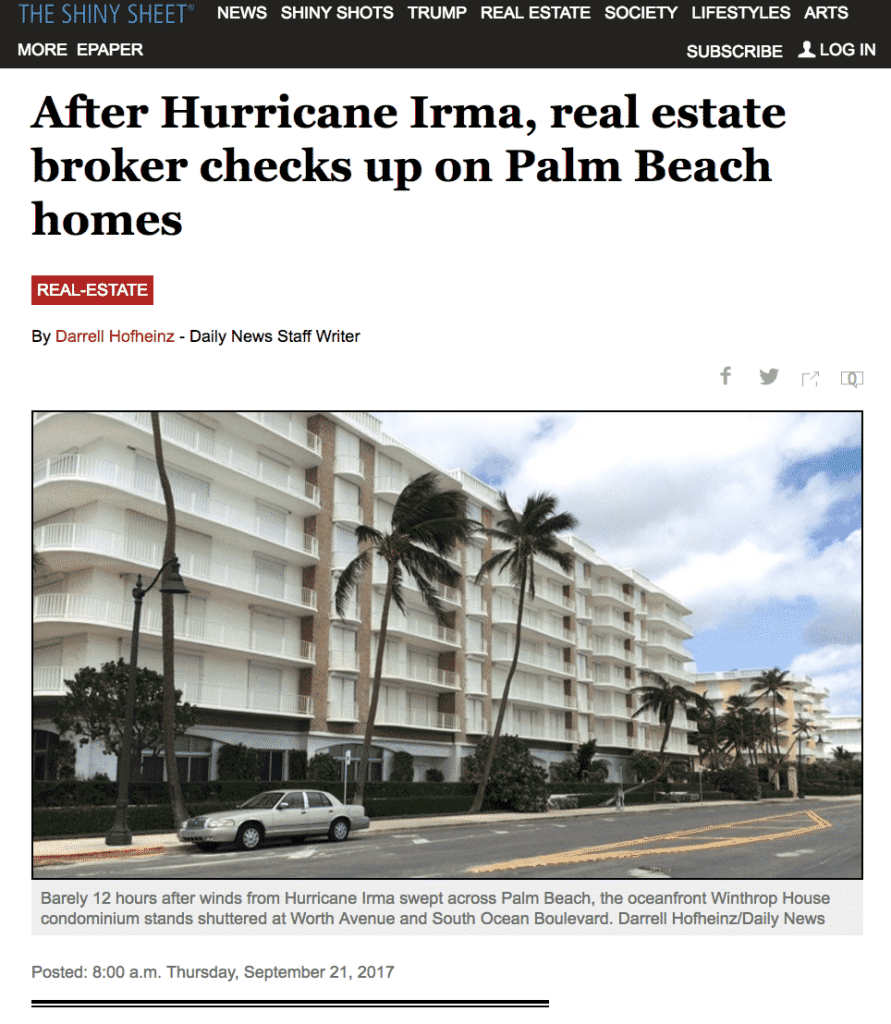 THE SHINY SHEET®
NEWS SHINY SHOTS TRUMP REAL ESTATE SOCIETY LIFESTYLES ARTS
MORE EPAPER
SUBSCRIBE LOG IN
After Hurricane Irma, real estate
broker checks up on Palm Beach
homes
REAL-ESTATE
By Darrell Hofheinz - Daily News Staff Writer
0
Barely 12 hours after winds from Hurricane Irma swept across Palm Beach, the oceanfront Winthrop House
condominium stands shuttered at Worth Avenue and South Ocean Boulevard. Darrell Hofheinz/Daily News
Posted: 8:00 a.m. Thursday, September 21, 2017